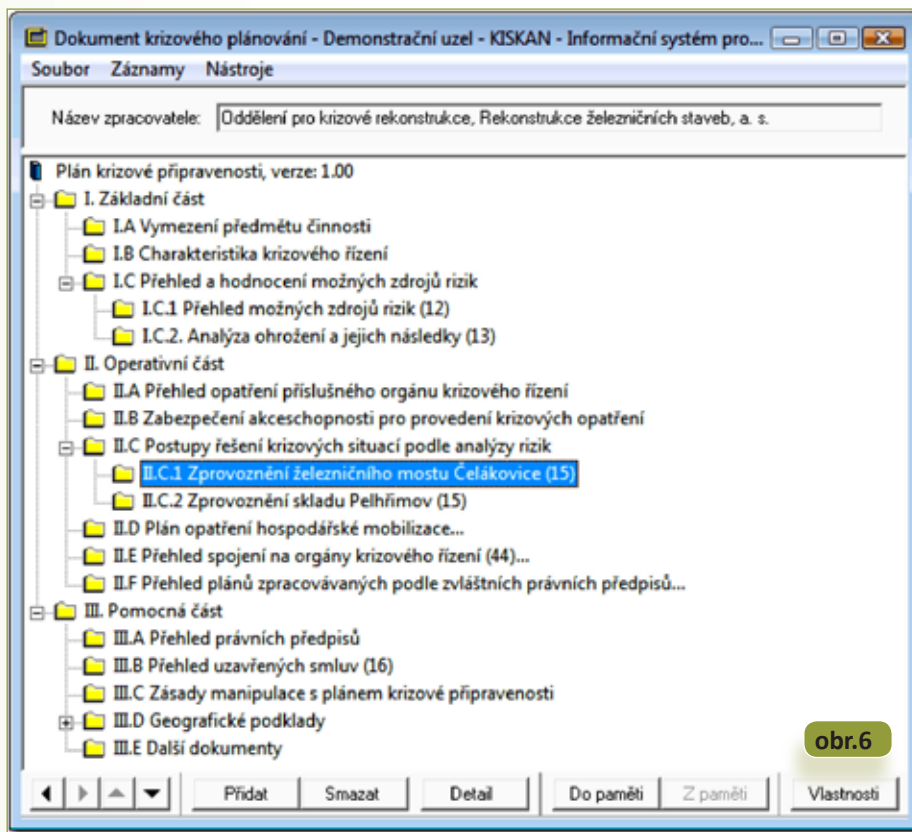 Dokument krizového plánování - Demonstrační uzel - KISKAN - Informační systém pro...
Soubor Záznamy Nástroje
Název zpracovatele: Oddělení pro krizové rekonstrukce, Rekonstrukce železničních staveb, a. s.
Plán krizové připravenosti, verze: 1.00
I. Základní část
I.A Vymezení předmětu činnosti
I.B Charakteristika krizového řízení
I.C Přehled a hodnocení možných zdrojů rizik
I.C.1 Přehled možných zdrojů rizik (12)
I.C.2. Analýza ohrožení a jejich následky (13)
II. Operativní část
II.A Přehled opatření příslušného orgánu krizového řízení
II.B Zabezpečení akceschopnosti pro provedení krizových opatření
II.C Postupy řešení krizových situací podle analýzy rizik
II.C.1 Zprovoznění železničního mostu Čelákovice (15)
II.C.2 Zprovoznění skladu Pelhřimov (15)
II.D Plán opatření hospodářské mobilizace...
II.E Přehled spojení na orgány krizového řízení (44)...
II.F Přehled plánů zpracovávaných podle zvláštních právních předpisů...
III. Pomocná část
III.A Přehled právních předpisů
III.B Přehled uzavřených smluv (16)
III.C Zásady manipulace s plánem krizové připravenosti
III.D Geografické podklady
III.E Další dokumenty
obr.6
Přidat Smazat Detail Do paměti Z paměti Vlastnosti